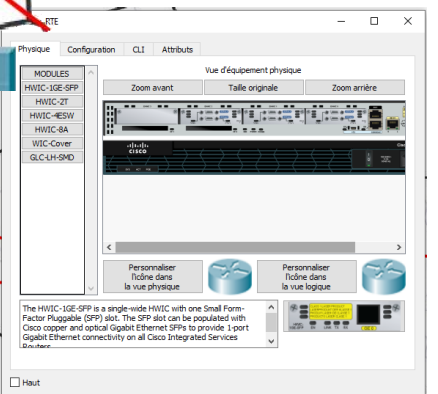 RTE
Physique Configuration CLI Attributs
MODULES
HWIC-1GE-SFP
HWIC-2T
HWIC-4ESW
HWIC-8A
WIC-Cover
GLC-LH-SMD
Vue d'équipement physique
Zoom avant Taille originale Zoom arrière
CISCO
Personnaliser
l'icône dans
la vue physique
Personnaliser
l'icône dans
la vue logique
The HWIC-1GE-SFP is a single-wide HWIC with one Small Form-
Factor Pluggable (SFP) slot. The SFP slot can be populated with
Cisco copper and optical Gigabit Ethernet SFPs to provide 1-port
Gigabit Ethernet connectivity on all Cisco Integrated Services
Routers.
Haut